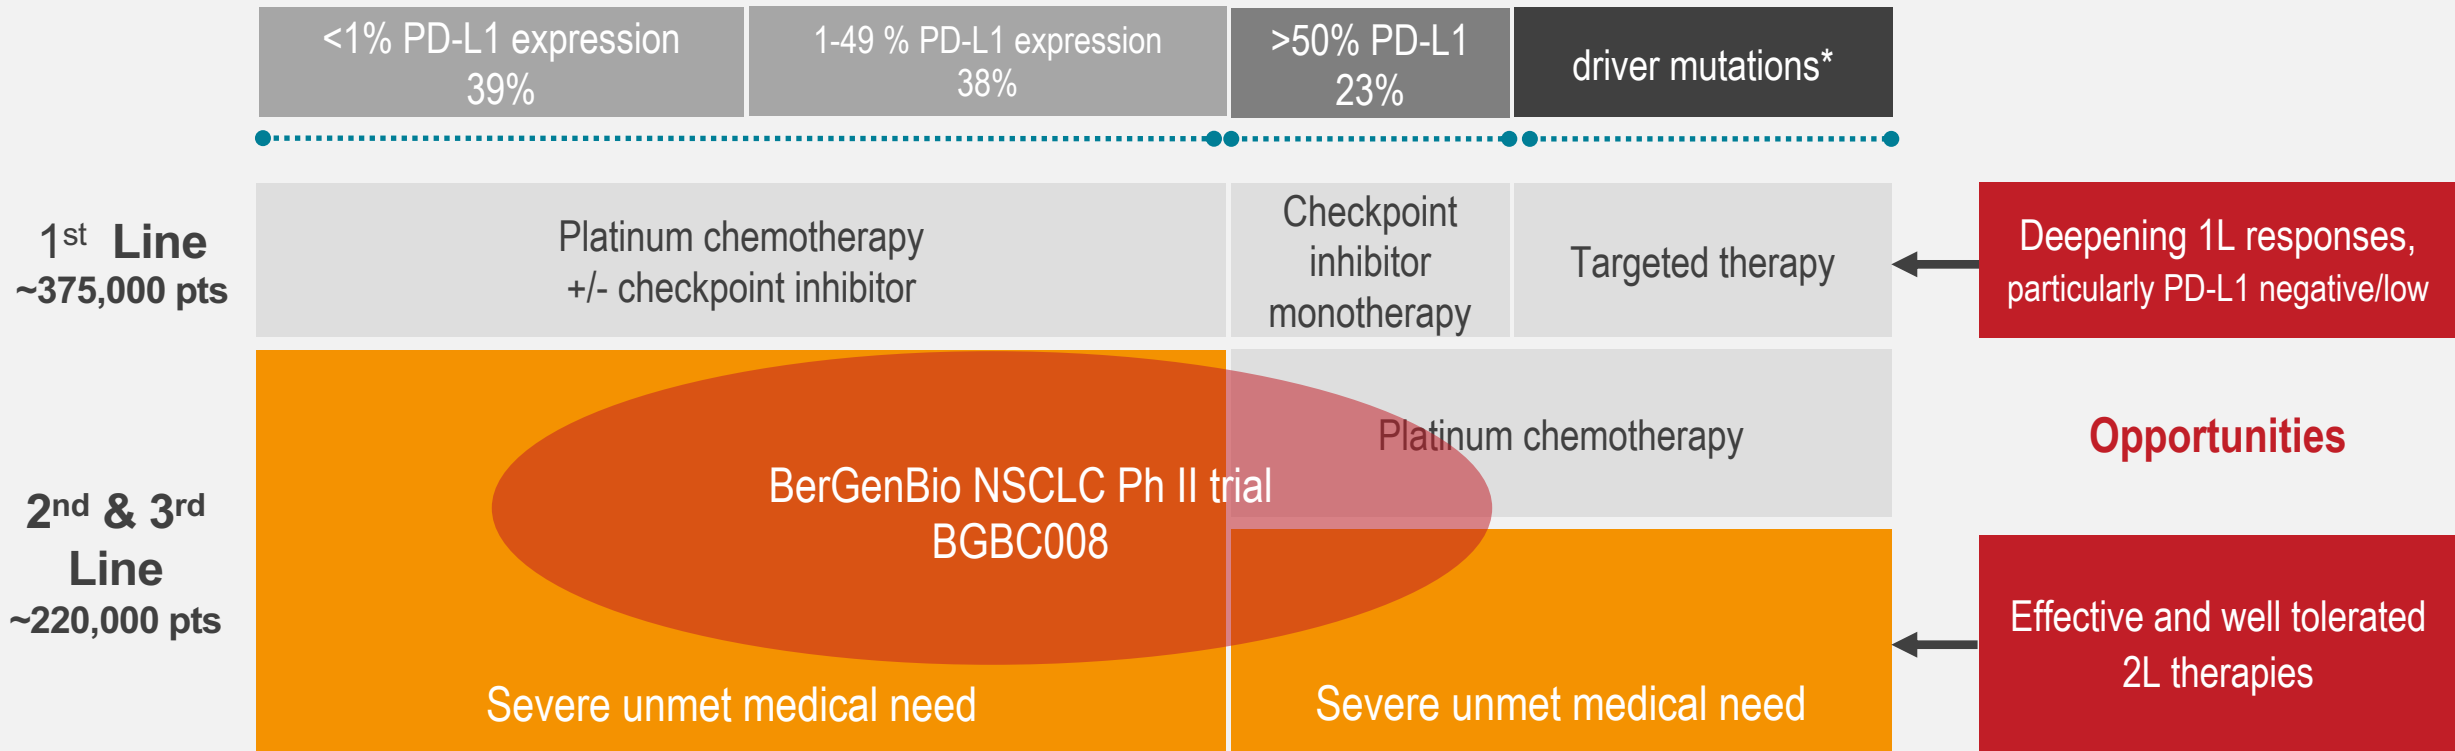 <1% PD-L1 expression
39%
1-49 % PD-L1 expression
38%
>50% PD-L1
23%
driver mutations*
1st Line
~375,000 pts
Platinum chemotherapy
+/- checkpoint inhibitor
Checkpoint
inhibitor
monotherapy
Targeted therapy
Deepening 1L responses,
particularly PD-L1 negative/low
2nd & 3rd
Line
~220,000 pts
BerGenBio NSCLC Ph II trial
BGBC008
Severe unmet medical need
Platinum chemotherapy
Severe unmet medical need
Opportunities
Effective and well tolerated
2L therapies